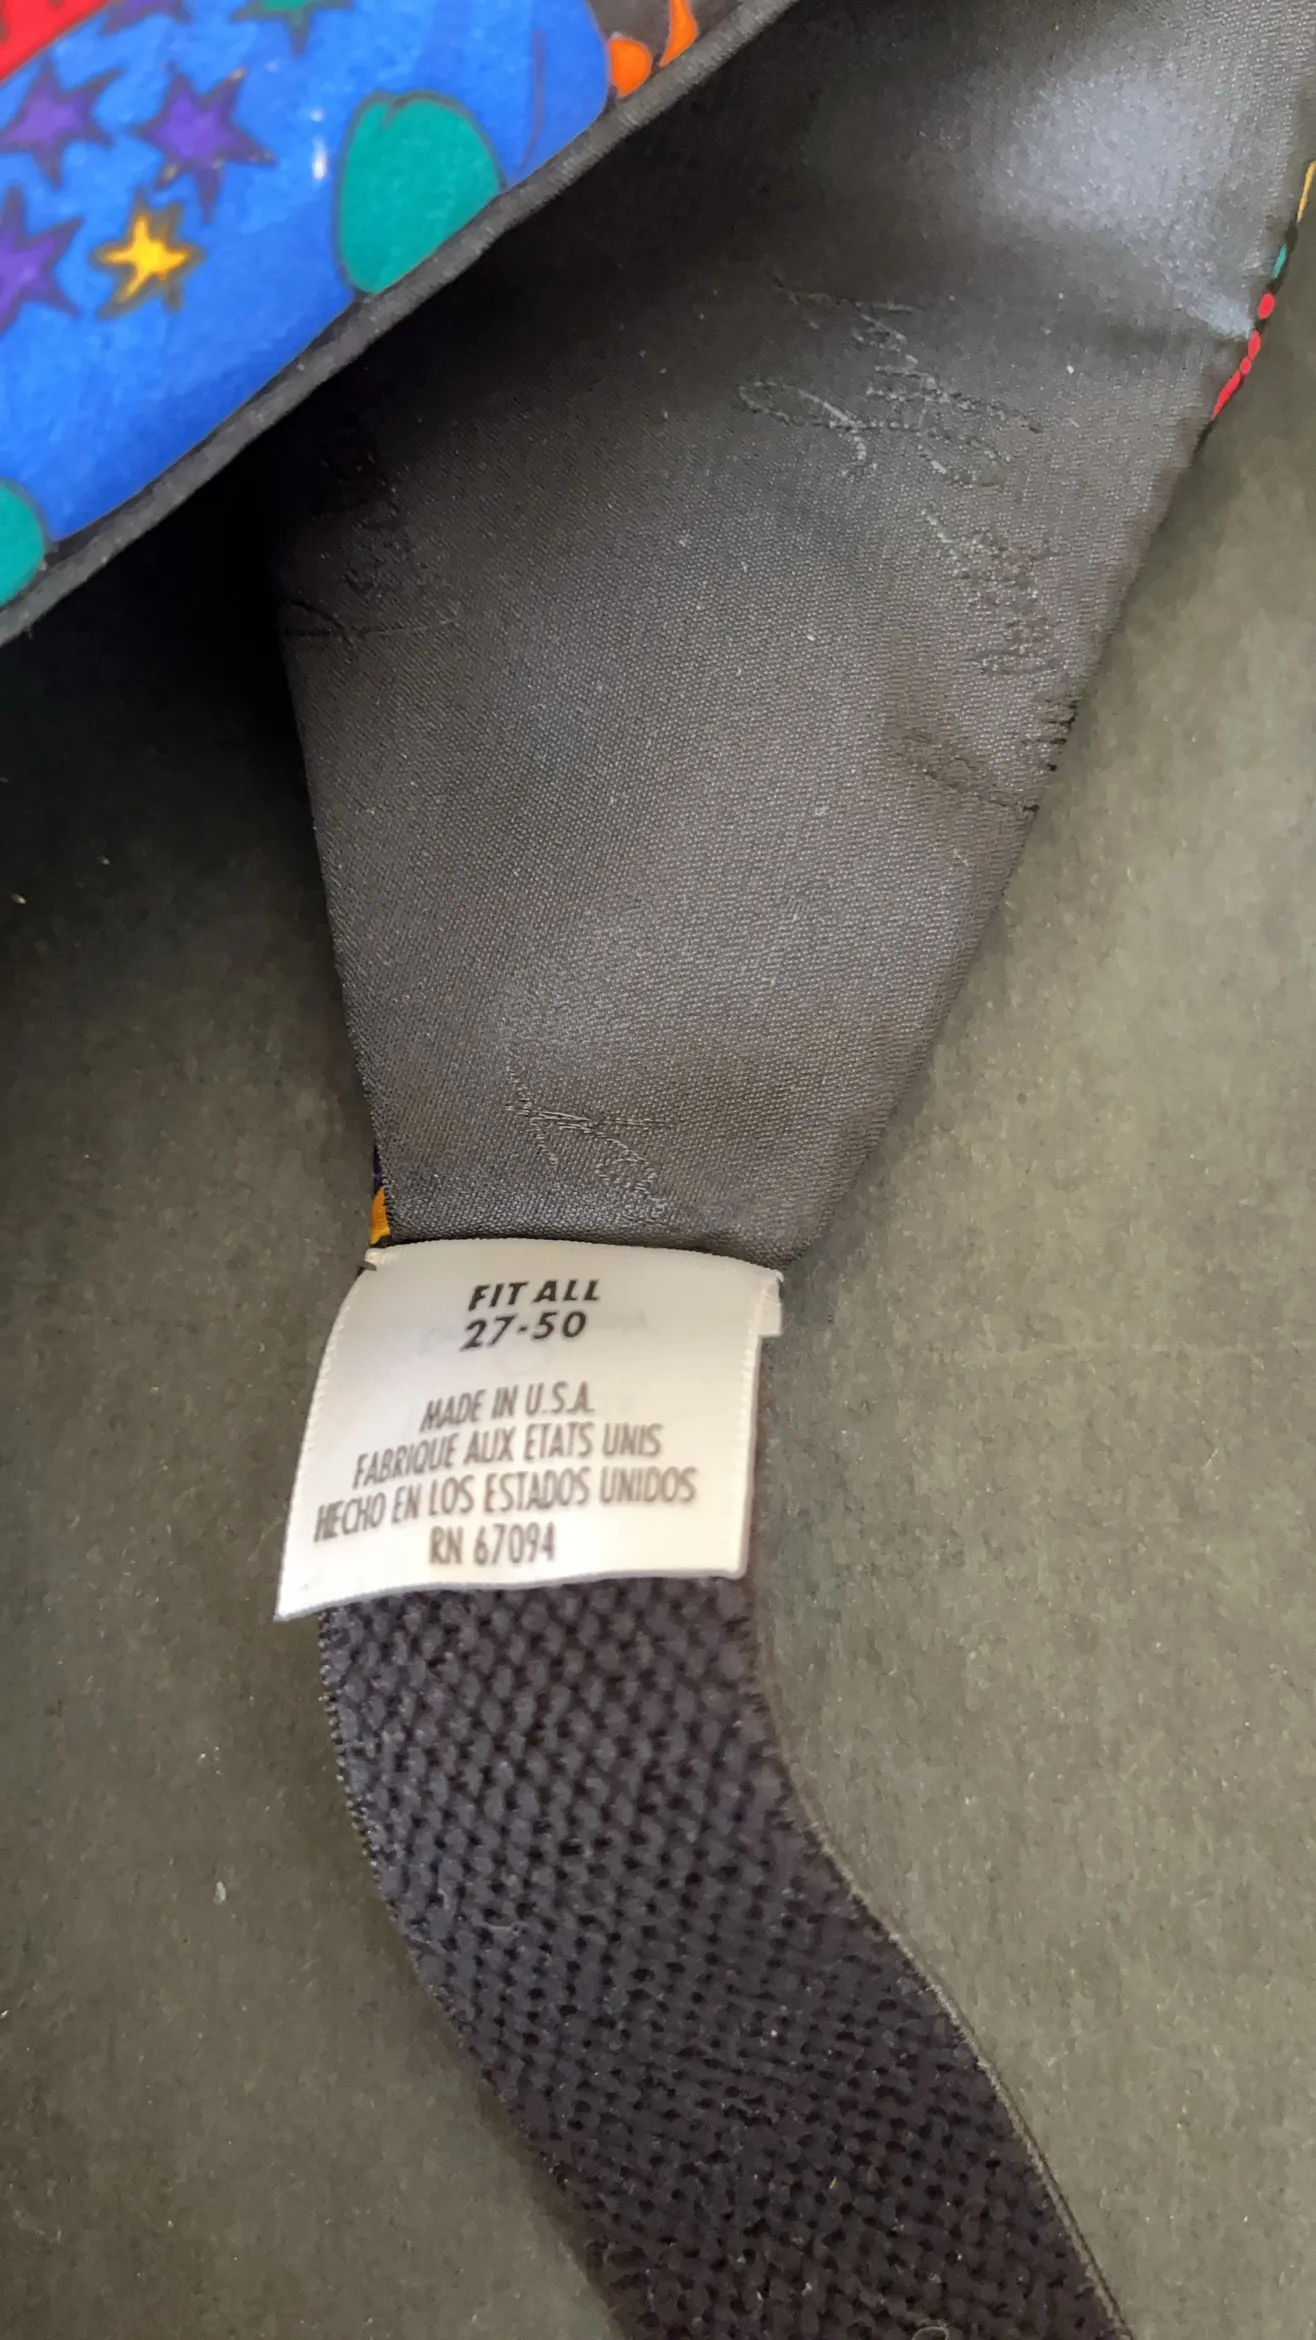 FIT ALL
27-50
MADE IN U.S.A.
FABRIQUE AUX ETATS UNIS
HECHO EN LOS ESTADOS UNIDOS
RN 67094